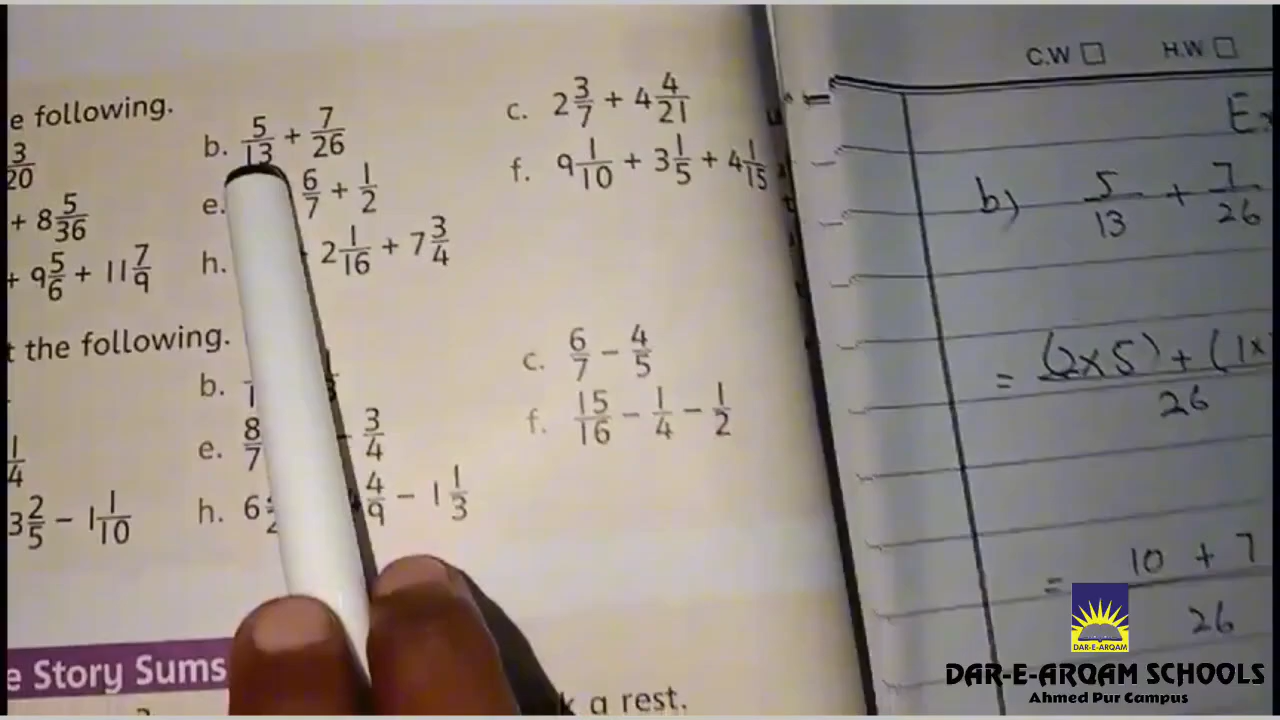 e following.
3/20
b. 5/13 + 7/26
c. 2 3/7 + 4 4/21
+ 8 5/36
e. 6/7 + 1/2
f. 9 1/10 + 3 1/5 + 4 1/15
+ 9 5/6 + 11 7/9
h. 2 1/16 + 7 3/4
t the following.
b.
c. 6/7 − 4/5
1/4
e. 8/7 − 3/4
f. 15/16 − 1/4 − 1/2
3 2/5 − 1 1/10
h. 6 4/9 − 1 1/3
e Story Sums
k a rest.
C.W H.W
b) 5/13 + 7/26
= (2x5) + (1x / 26
= 10 + 7 / 26
DAR-E-ARQAM
DAR-E-ARQAM SCHOOLS
Ahmed Pur Campus